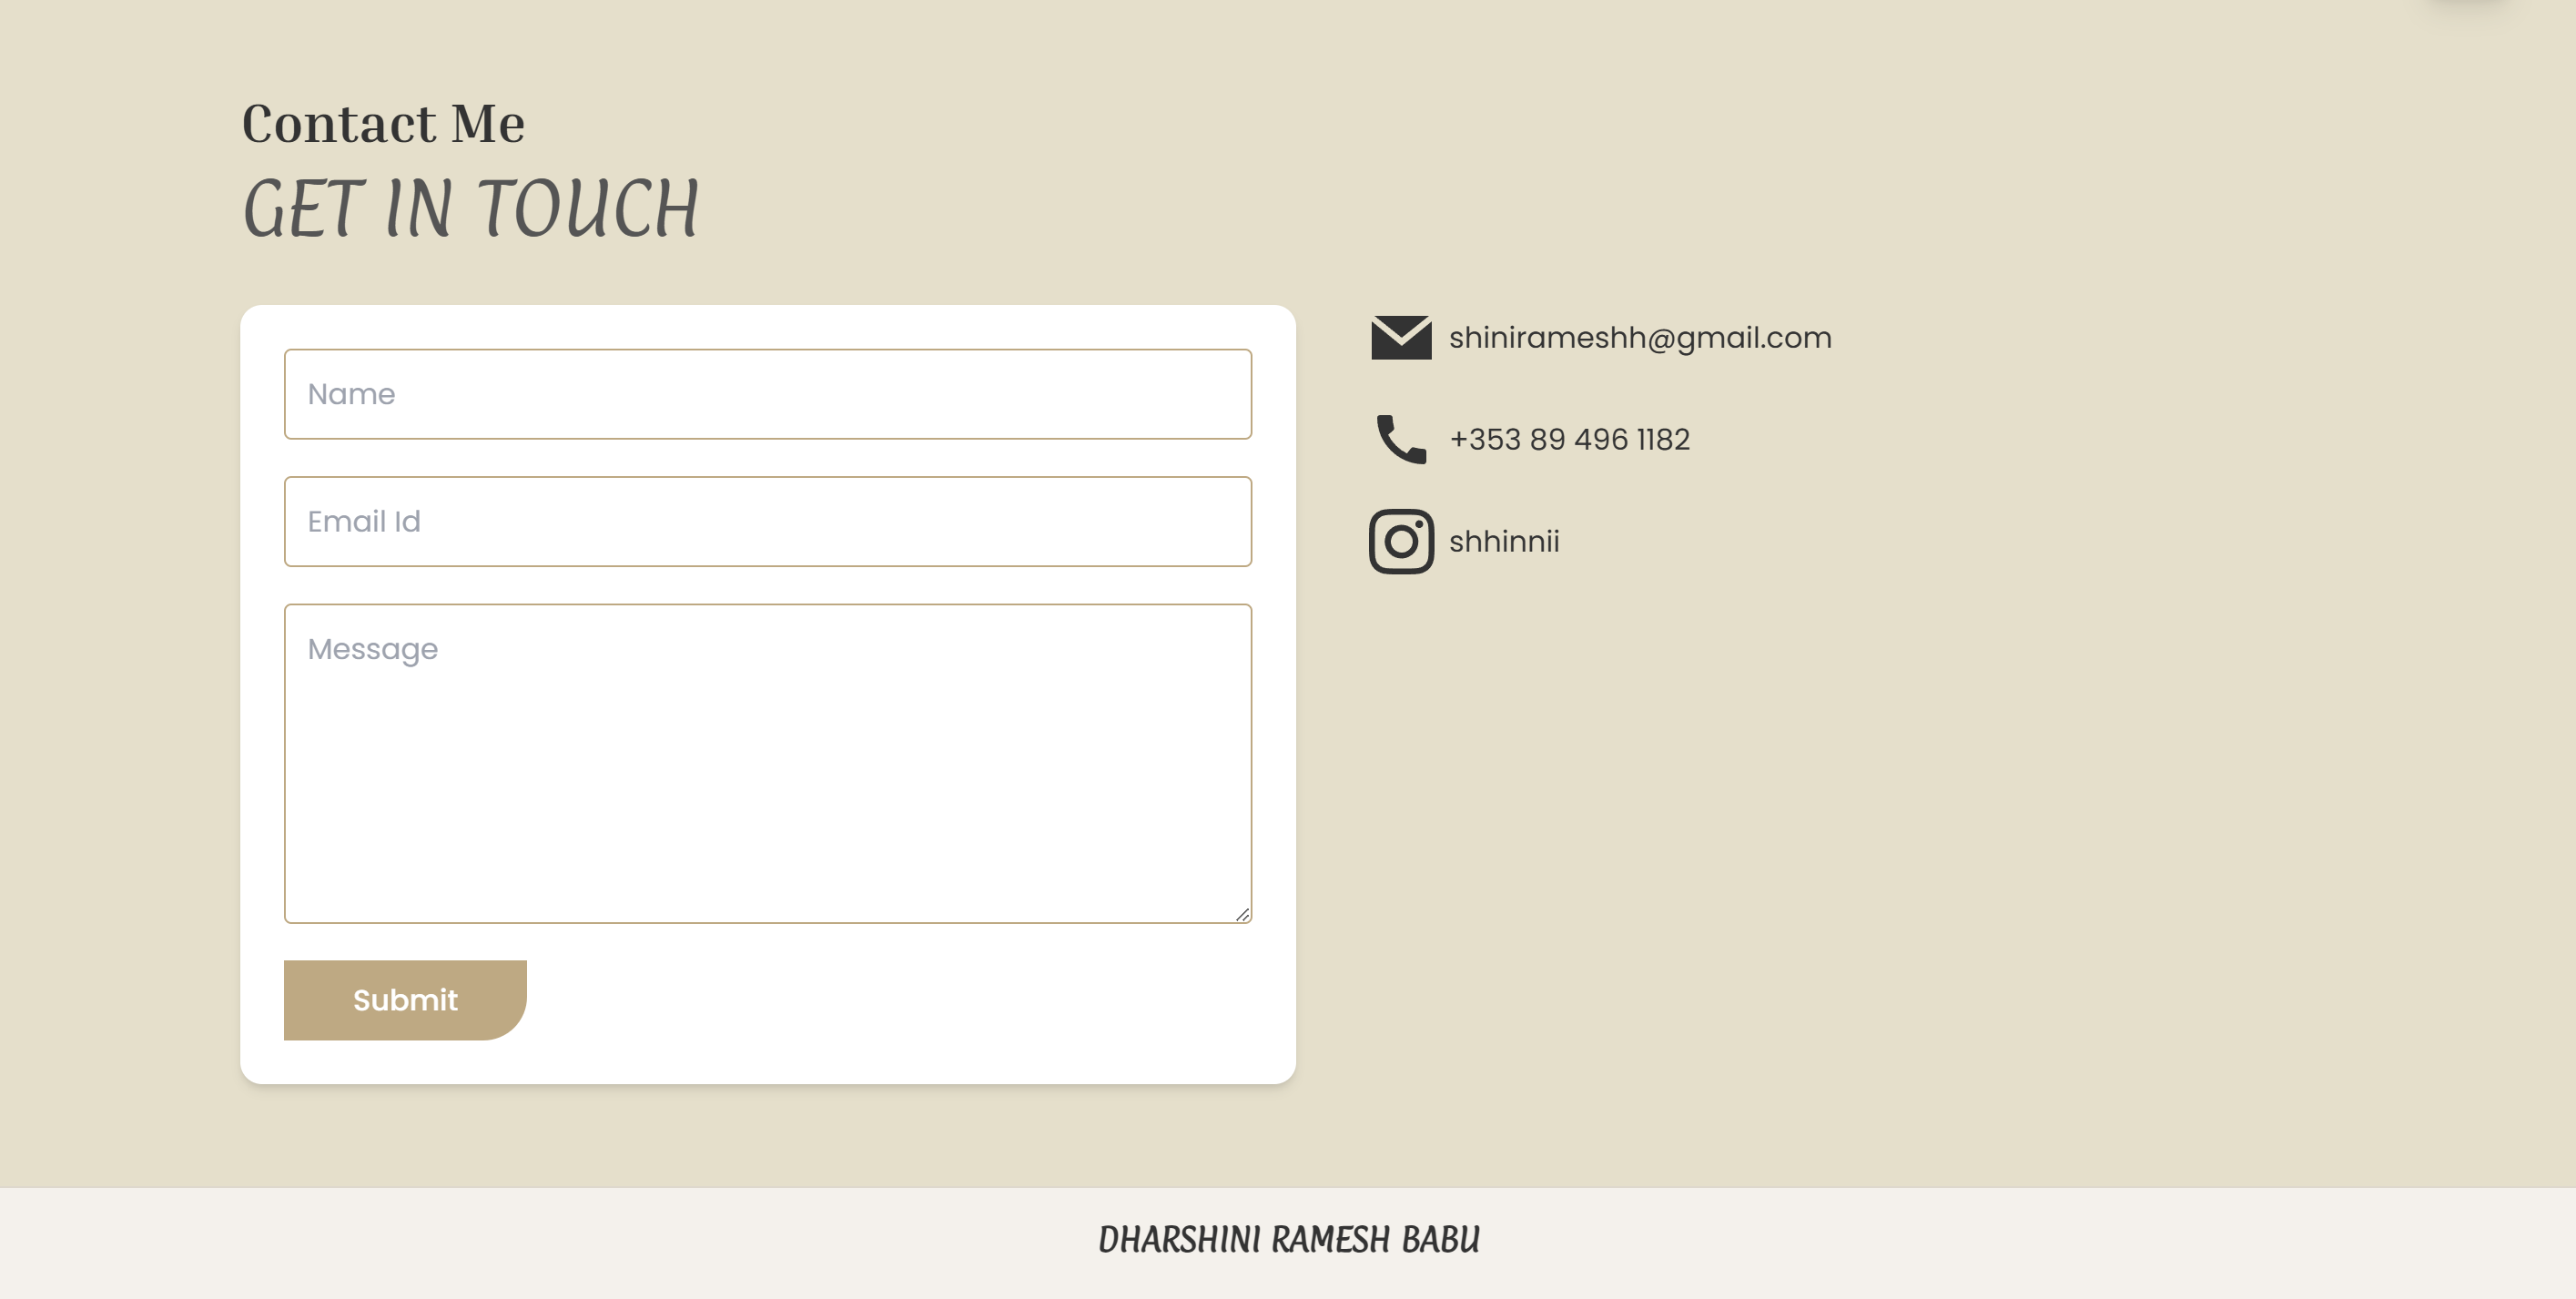 Contact Me
GET IN TOUCH
Name
Email Id
Message
Submit
shinirameshh@gmail.com
+353 89 496 1182
shhinnii
DHARSHINI RAMESH BABU